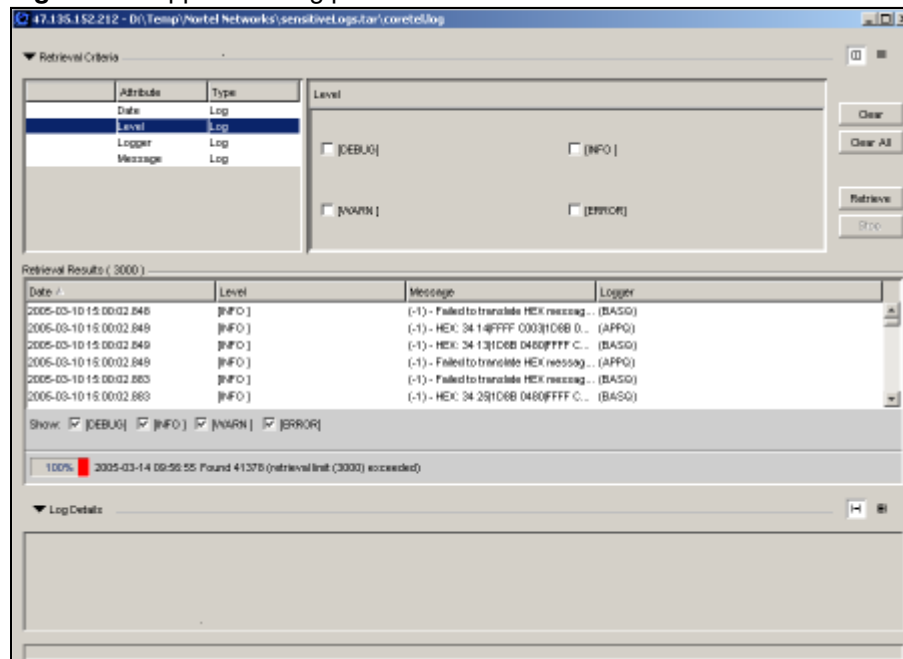 47.135.152.212 - D:\Temp\Nortel Networks\sensitiveLogs.tar\coretel.log
Retrieval Criteria
Attribute Type
Date Log
Level Log
Logger Log
Message Log
Level
[DEBUG] [INFO ]
[WARN ] [ERROR]
Clear
Clear All
Retrieve
Stop
Retrieval Results ( 3000 )
Date Level Message Logger
2005-03-10 15:00:02.848 [INFO ] (-1) - Failed to translate HEX messag... (BASQ)
2005-03-10 15:00:02.849 [INFO ] (-1) - HEX: 34 14|FFFF C003|1D6B 0... (APPQ)
2005-03-10 15:00:02.849 [INFO ] (-1) - HEX: 34 13|1D6B 0480|FFFF C... (BASQ)
2005-03-10 15:00:02.849 [INFO ] (-1) - Failed to translate HEX messag... (APPQ)
2005-03-10 15:00:02.883 [INFO ] (-1) - Failed to translate HEX messag... (BASQ)
2005-03-10 15:00:02.883 [INFO ] (-1) - HEX: 34 25|1D6B 0480|FFFF C... (BASQ)
Show: [DEBUG] [INFO ] [WARN ] [ERROR]
100% 2005-03-14 09:56:55 Found 41378 (retrieval limit (3000) exceeded)
Log Details